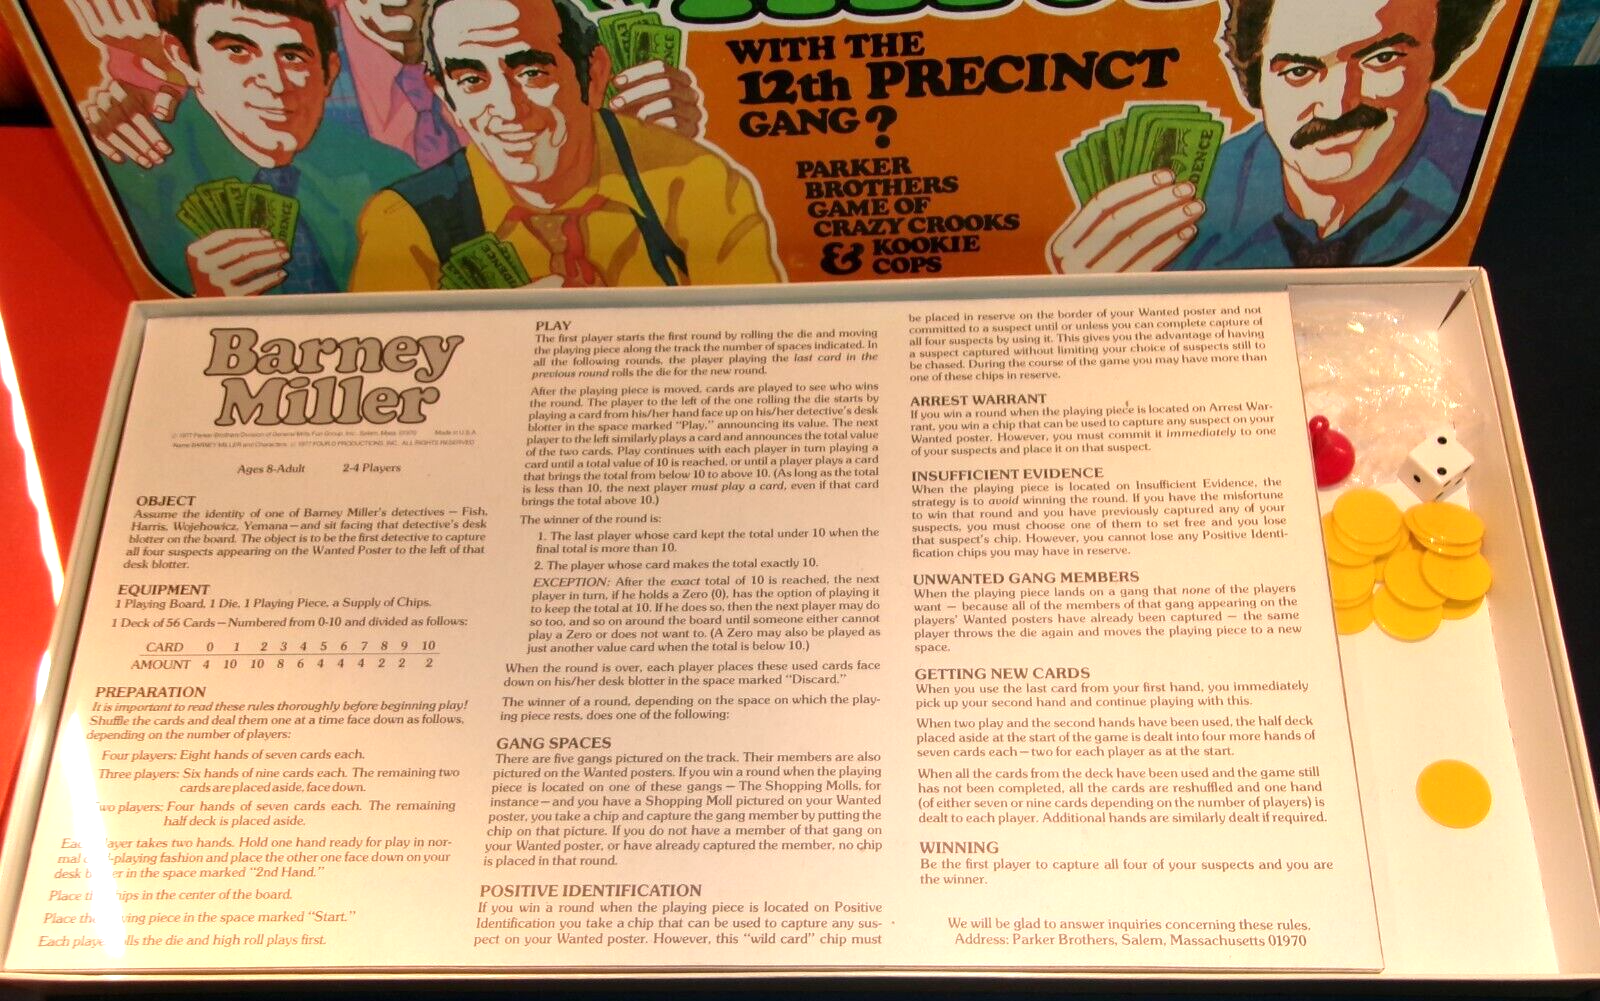 WITH THE
12th PRECINCT
GANG?
PARKER
BROTHERS
GAME OF
CRAZY CROOKS
& KOOKIE
COPS
EVIDENCE
Barney
Miller
© 1977 Parker Brothers Division of General Mills Fun Group, Inc., Salem, Mass. 01970 Made in U.S.A.
Name BARNEY MILLER and Characters © 1977 FOUR D PRODUCTIONS, INC. ALL RIGHTS RESERVED
Ages 8-Adult 2-4 Players
OBJECT
Assume the identity of one of Barney Miller's detectives — Fish,
Harris, Wojehowicz, Yemana — and sit facing that detective's desk
blotter on the board. The object is to be the first detective to capture
all four suspects appearing on the Wanted Poster to the left of that
desk blotter.
EQUIPMENT
1 Playing Board, 1 Die, 1 Playing Piece, a Supply of Chips.
1 Deck of 56 Cards — Numbered from 0-10 and divided as follows:
CARD 0 1 2 3 4 5 6 7 8 9 10
AMOUNT 4 10 10 8 6 4 4 4 2 2 2
PREPARATION
It is important to read these rules thoroughly before beginning play!
Shuffle the cards and deal them one at a time face down as follows,
depending on the number of players:
Four players: Eight hands of seven cards each.
Three players: Six hands of nine cards each. The remaining two
cards are placed aside, face down.
Two players: Four hands of seven cards each. The remaining
half deck is placed aside.
Each player takes two hands. Hold one hand ready for play in nor-
mal card-playing fashion and place the other one face down on your
desk blotter in the space marked "2nd Hand."
Place the chips in the center of the board.
Place the playing piece in the space marked "Start."
Each player rolls the die and high roll plays first.
PLAY
The first player starts the first round by rolling the die and moving
the playing piece along the track the number of spaces indicated. In
all the following rounds, the player playing the last card in the
previous round rolls the die for the new round.
After the playing piece is moved, cards are played to see who wins
the round. The player to the left of the one rolling the die starts by
playing a card from his/her hand face up on his/her detective's desk
blotter in the space marked "Play," announcing its value. The next
player to the left similarly plays a card and announces the total value
of the two cards. Play continues with each player in turn playing a
card until a total value of 10 is reached, or until a player plays a card
that brings the total from below 10 to above 10. (As long as the total
is less than 10, the next player must play a card, even if that card
brings the total above 10.)
The winner of the round is:
1. The last player whose card kept the total under 10 when the
final total is more than 10.
2. The player whose card makes the total exactly 10.
EXCEPTION: After the exact total of 10 is reached, the next
player in turn, if he holds a Zero (0), has the option of playing it
to keep the total at 10. If he does so, then the next player may do
so too, and so on around the board until someone either cannot
play a Zero or does not want to. (A Zero may also be played as
just another value card when the total is below 10.)
When the round is over, each player places these used cards face
down on his/her desk blotter in the space marked "Discard."
The winner of a round, depending on the space on which the play-
ing piece rests, does one of the following:
GANG SPACES
There are five gangs pictured on the track. Their members are also
pictured on the Wanted posters. If you win a round when the playing
piece is located on one of these gangs — The Shopping Molls, for
instance — and you have a Shopping Moll pictured on your Wanted
poster, you take a chip and capture the gang member by putting the
chip on that picture. If you do not have a member of that gang on
your Wanted poster, or have already captured the member, no chip
is placed in that round.
POSITIVE IDENTIFICATION
If you win a round when the playing piece is located on Positive
Identification you take a chip that can be used to capture any sus-
pect on your Wanted poster. However, this "wild card" chip must
be placed in reserve on the border of your Wanted poster and not
committed to a suspect until or unless you can complete capture of
all four suspects by using it. This gives you the advantage of having
a suspect captured without limiting your choice of suspects still to
be chased. During the course of the game you may have more than
one of these chips in reserve.
ARREST WARRANT
If you win a round when the playing piece is located on Arrest War-
rant, you win a chip that can be used to capture any suspect on your
Wanted poster. However, you must commit it immediately to one
of your suspects and place it on that suspect.
INSUFFICIENT EVIDENCE
When the playing piece is located on Insufficient Evidence, the
strategy is to avoid winning the round. If you have the misfortune
to win that round and you have previously captured any of your
suspects, you must choose one of them to set free and you lose
that suspect's chip. However, you cannot lose any Positive Identi-
fication chips you may have in reserve.
UNWANTED GANG MEMBERS
When the playing piece lands on a gang that none of the players
want — because all of the members of that gang appearing on the
players' Wanted posters have already been captured — the same
player throws the die again and moves the playing piece to a new
space.
GETTING NEW CARDS
When you use the last card from your first hand, you immediately
pick up your second hand and continue playing with this.
When two play and the second hands have been used, the half deck
placed aside at the start of the game is dealt into four more hands of
seven cards each — two for each player as at the start.
When all the cards from the deck have been used and the game still
has not been completed, all the cards are reshuffled and one hand
(of either seven or nine cards depending on the number of players) is
dealt to each player. Additional hands are similarly dealt if required.
WINNING
Be the first player to capture all four of your suspects and you are
the winner.
We will be glad to answer inquiries concerning these rules.
Address: Parker Brothers, Salem, Massachusetts 01970